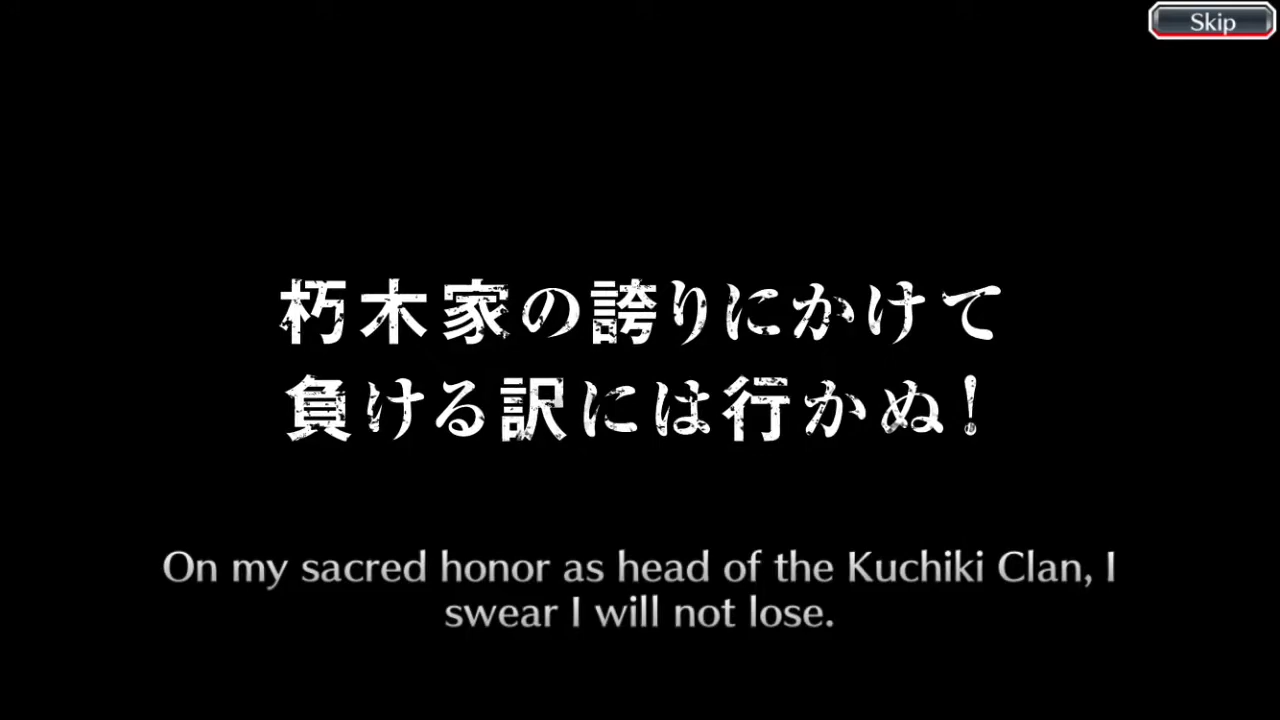 Skip
朽木家の誇りにかけて
負ける訳には行かぬ!
On my sacred honor as head of the Kuchiki Clan, I
swear I will not lose.